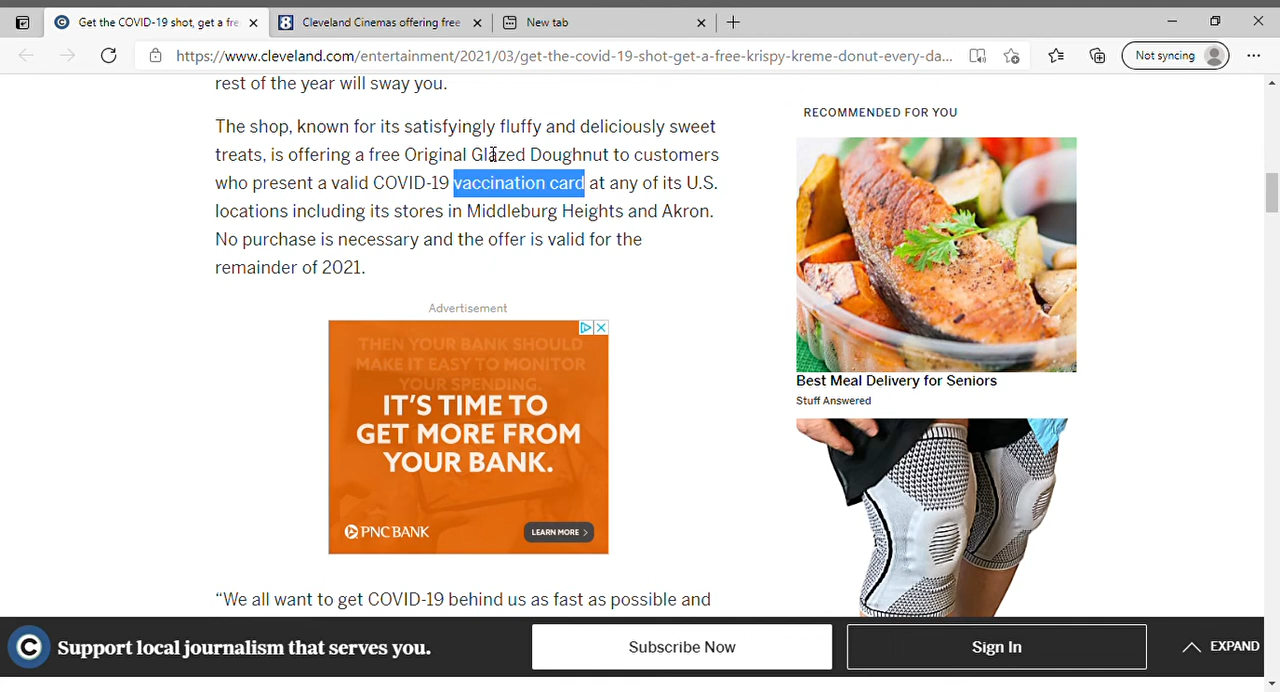 Get the COVID-19 shot, get a fre
Cleveland Cinemas offering free
New tab
https://www.cleveland.com/entertainment/2021/03/get-the-covid-19-shot-get-a-free-krispy-kreme-donut-every-da...
Not syncing
rest of the year will sway you.
The shop, known for its satisfyingly fluffy and deliciously sweet
treats, is offering a free Original Glazed Doughnut to customers
who present a valid COVID-19 vaccination card at any of its U.S.
locations including its stores in Middleburg Heights and Akron.
No purchase is necessary and the offer is valid for the
remainder of 2021.
Advertisement
THEN YOUR BANK SHOULD
MAKE IT EASY TO MONITOR
YOUR SPENDING.
IT'S TIME TO
GET MORE FROM
YOUR BANK.
PNC BANK
LEARN MORE
“We all want to get COVID-19 behind us as fast as possible and
RECOMMENDED FOR YOU
Best Meal Delivery for Seniors
Stuff Answered
C Support local journalism that serves you.
Subscribe Now
Sign In
EXPAND